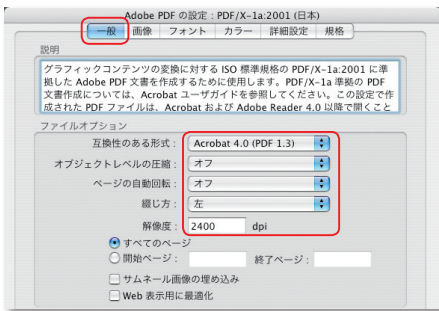 Adobe PDF の設定：PDF/X-1a:2001 (日本)
一般 画像 フォント カラー 詳細設定 規格
説明
グラフィックコンテンツの変換に対する ISO 標準規格の PDF/X-1a:2001 に準
拠した Adobe PDF 文書を作成するために使用します。PDF/X-1a 準拠の PDF
文書作成については、Acrobat ユーザガイドを参照してください。この設定で作
成された PDF ファイルは、Acrobat および Adobe Reader 4.0 以降で開くこと
ファイルオプション
互換性のある形式： Acrobat 4.0 (PDF 1.3)
オブジェクトレベルの圧縮： オフ
ページの自動回転： オフ
綴じ方： 左
解像度： 2400 dpi
すべてのページ
開始ページ： 終了ページ：
サムネール画像の埋め込み
Web 表示用に最適化